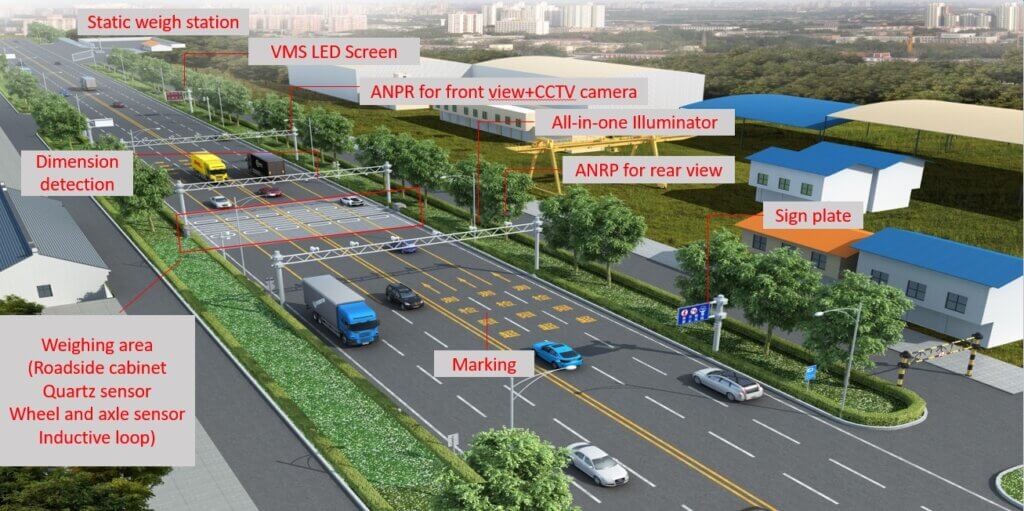 Static weigh station
VMS LED Screen
ANPR for front view+CCTV camera
All-in-one Illuminator
Dimension
detection
ANRP for rear view
Sign plate
Weighing area
(Roadside cabinet
Quartz sensor
Wheel and axle sensor
Inductive loop)
Marking